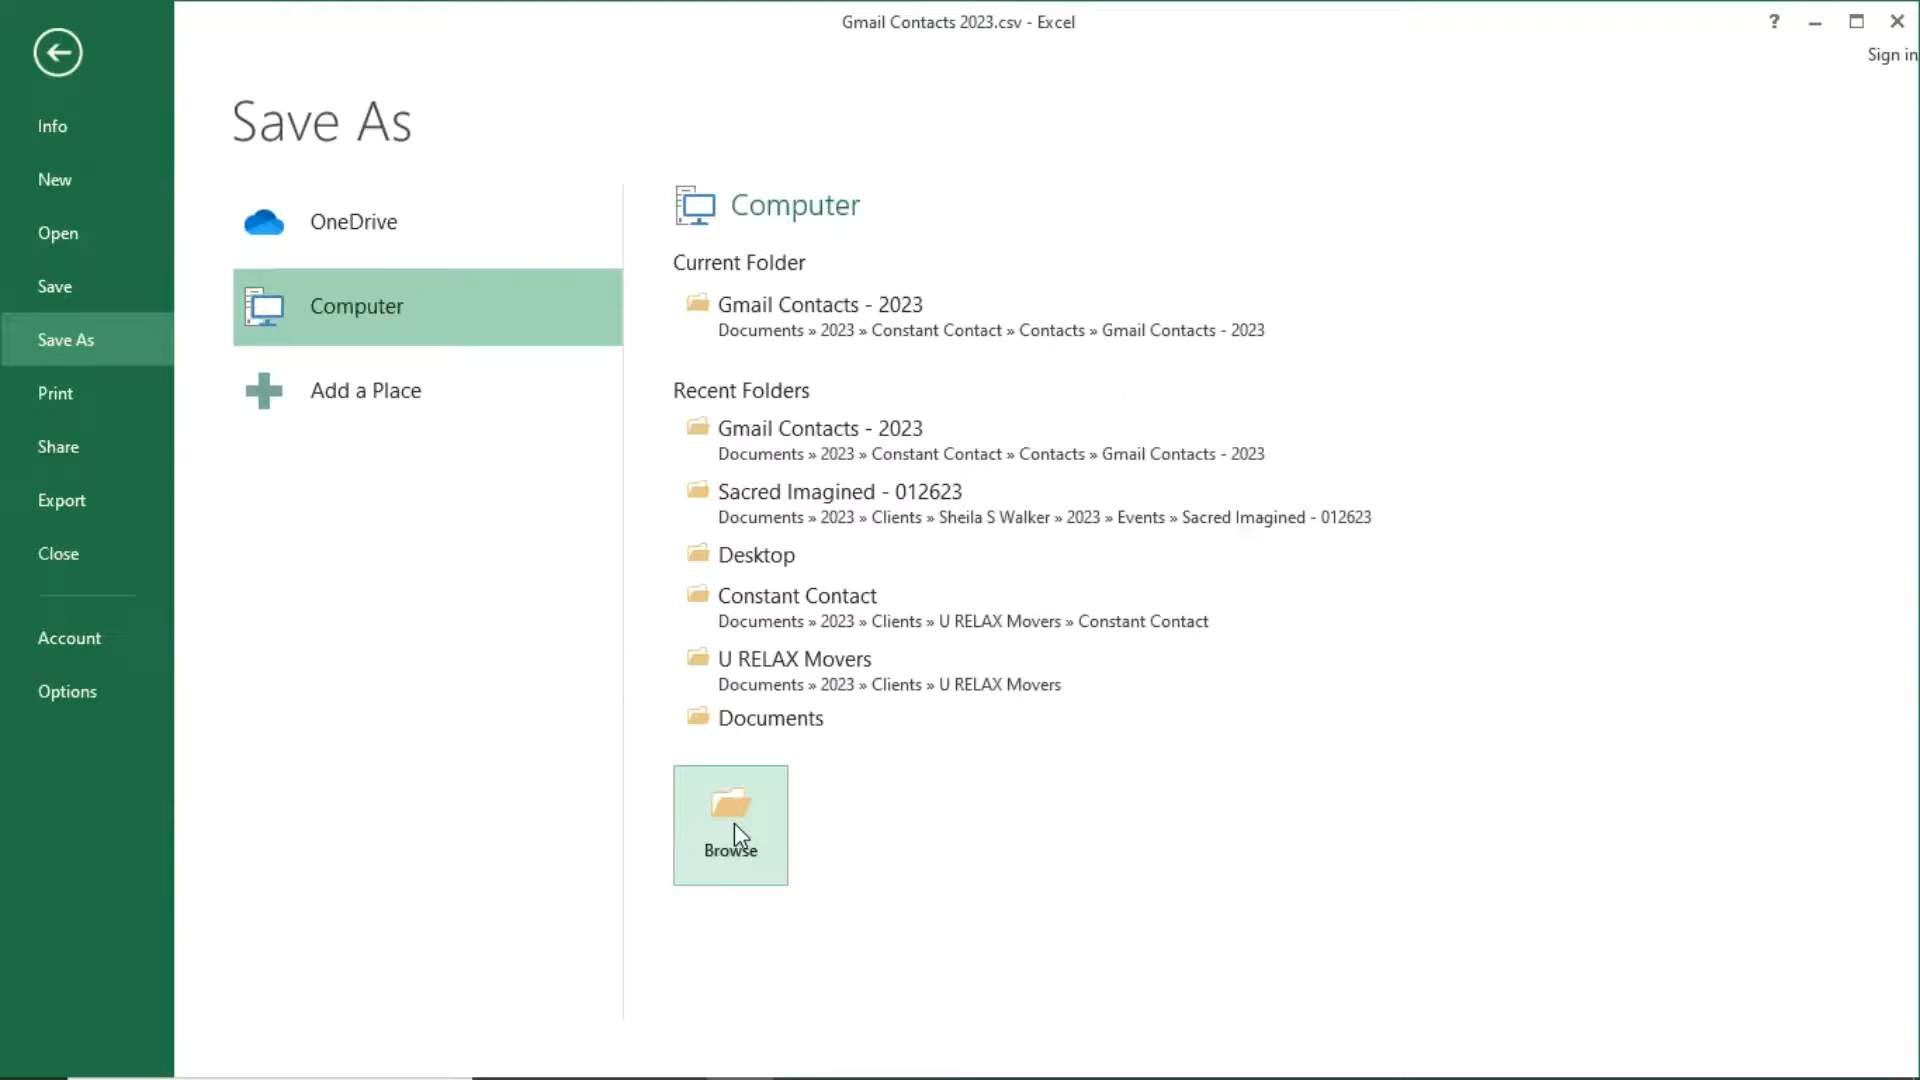 Gmail Contacts 2023.csv - Excel
?
Sign in
Info
New
Open
Save
Save As
Print
Share
Export
Close
Account
Options
Save As
OneDrive
Computer
Add a Place
Computer
Current Folder
Gmail Contacts - 2023
Documents » 2023 » Constant Contact » Contacts » Gmail Contacts - 2023
Recent Folders
Gmail Contacts - 2023
Documents » 2023 » Constant Contact » Contacts » Gmail Contacts - 2023
Sacred Imagined - 012623
Documents » 2023 » Clients » Sheila S Walker » 2023 » Events » Sacred Imagined - 012623
Desktop
Constant Contact
Documents » 2023 » Clients » U RELAX Movers » Constant Contact
U RELAX Movers
Documents » 2023 » Clients » U RELAX Movers
Documents
Browse